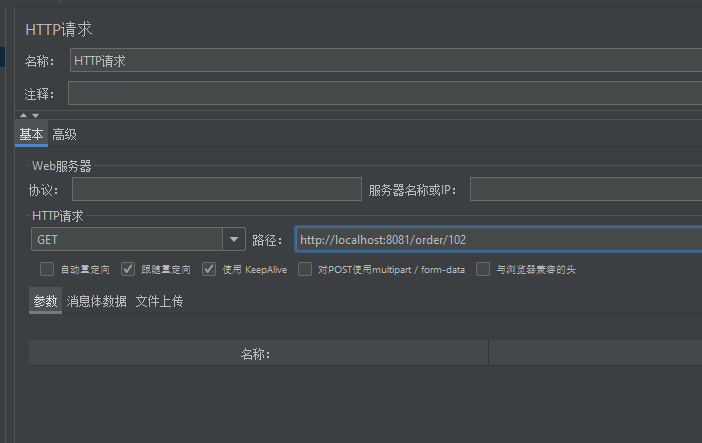 HTTP请求
名称： HTTP请求
注释：
基本 高级
Web服务器
协议： 服务器名称或IP：
HTTP请求
GET 路径： http://localhost:8081/order/102
自动重定向 跟随重定向 使用 KeepAlive 对POST使用multipart / form-data 与浏览器兼容的头
参数 消息体数据 文件上传
名称：